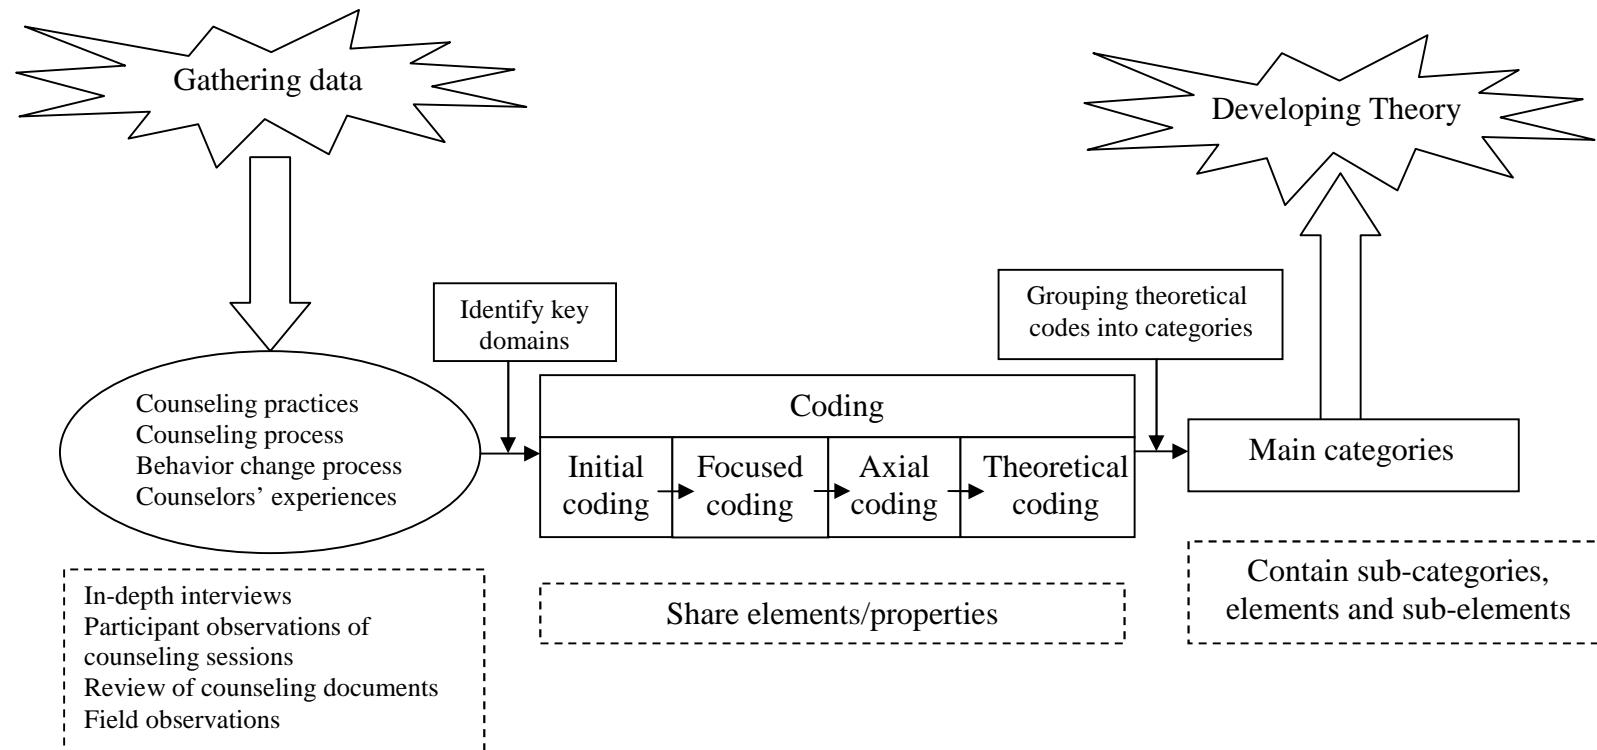 Gathering data
Developing Theory
Identify key
domains
Grouping theoretical
codes into categories
Counseling practices
Counseling process
Behavior change process
Counselors’ experiences
Coding
Initial
coding
Focused
coding
Axial
coding
Theoretical
coding
Main categories
In-depth interviews
Participant observations of
counseling sessions
Review of counseling documents
Field observations
Share elements/properties
Contain sub-categories,
elements and sub-elements